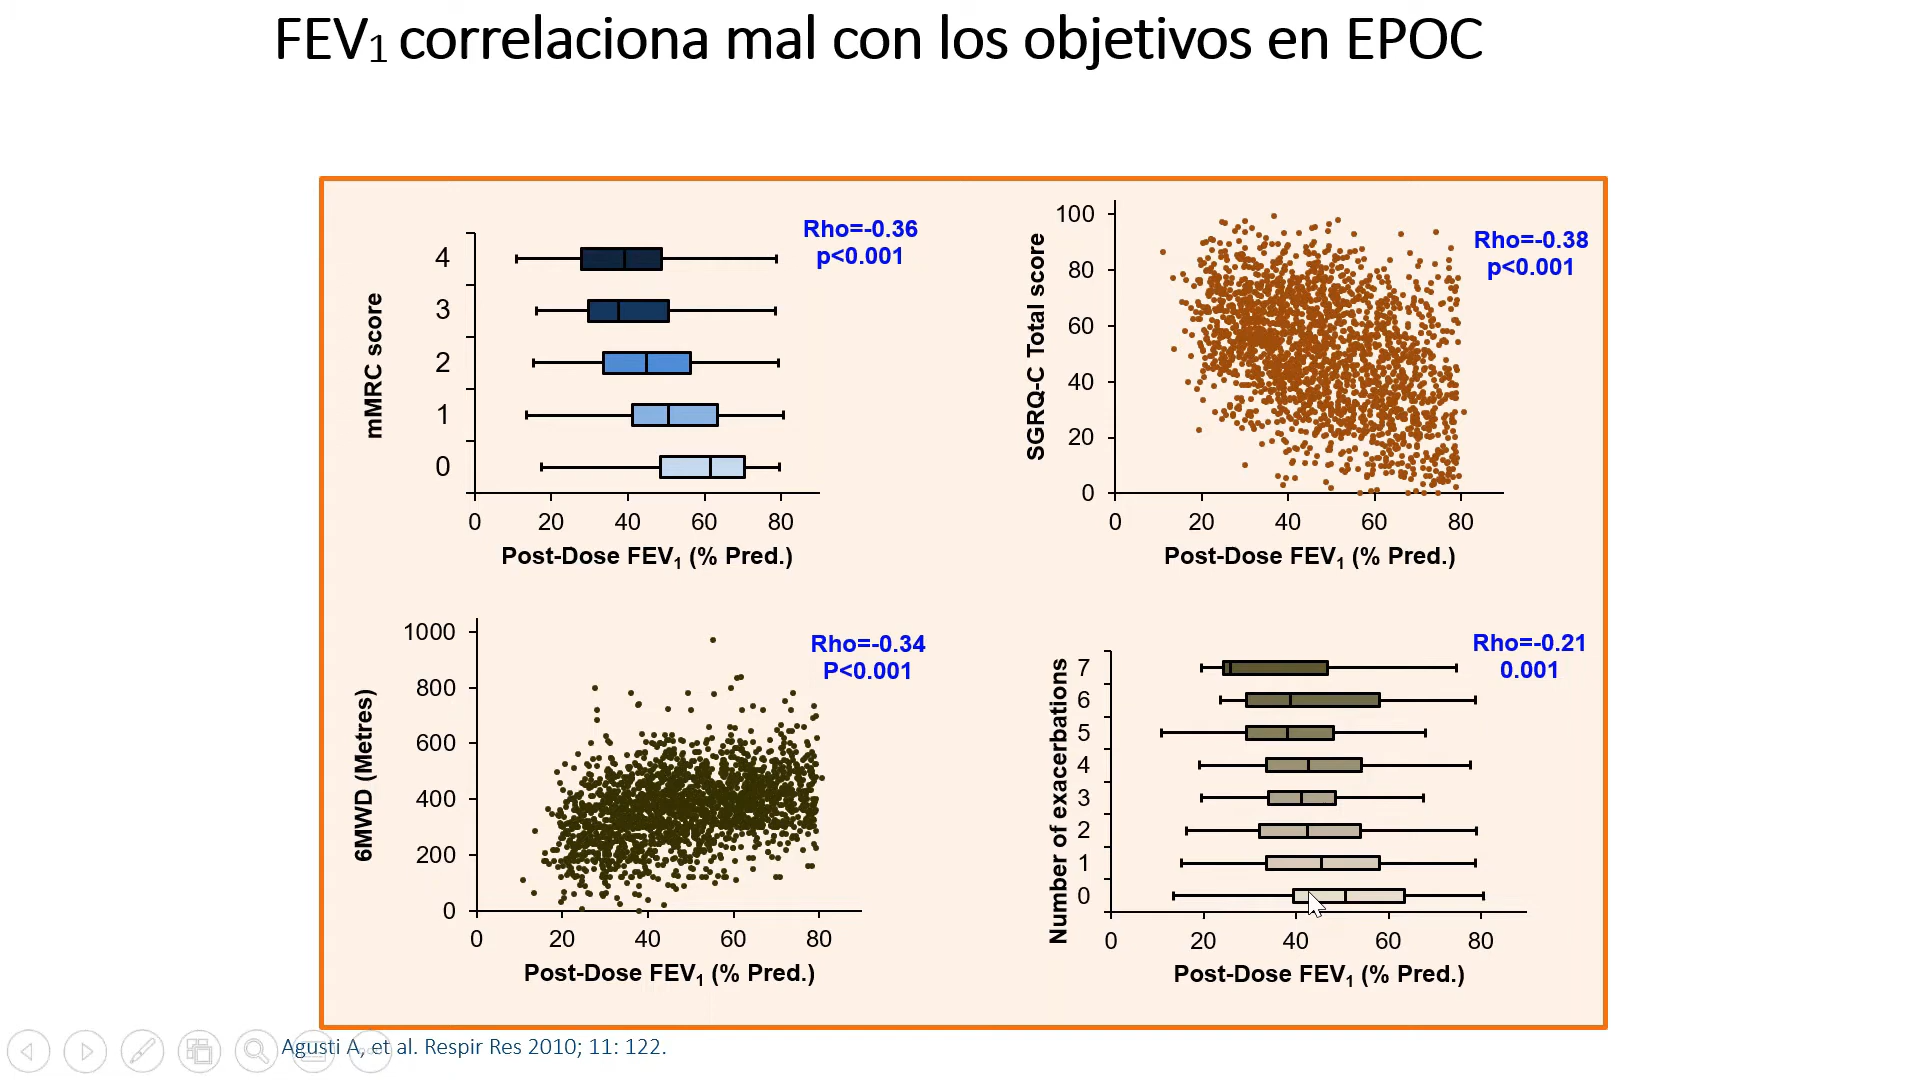 FEV1 correlaciona mal con los objetivos en EPOC
mMRC score
4
3
2
1
0
0 20 40 60 80
Post-Dose FEV1 (% Pred.)
Rho=-0.36
p<0.001
SGRQ-C Total score
100
80
60
40
20
0
0 20 40 60 80
Post-Dose FEV1 (% Pred.)
Rho=-0.38
p<0.001
6MWD (Metres)
1000
800
600
400
200
0
0 20 40 60 80
Post-Dose FEV1 (% Pred.)
Rho=-0.34
P<0.001
Number of exacerbations
7
6
5
4
3
2
1
0
0 20 40 60 80
Post-Dose FEV1 (% Pred.)
Rho=-0.21
0.001
Agusti A, et al. Respir Res 2010; 11: 122.